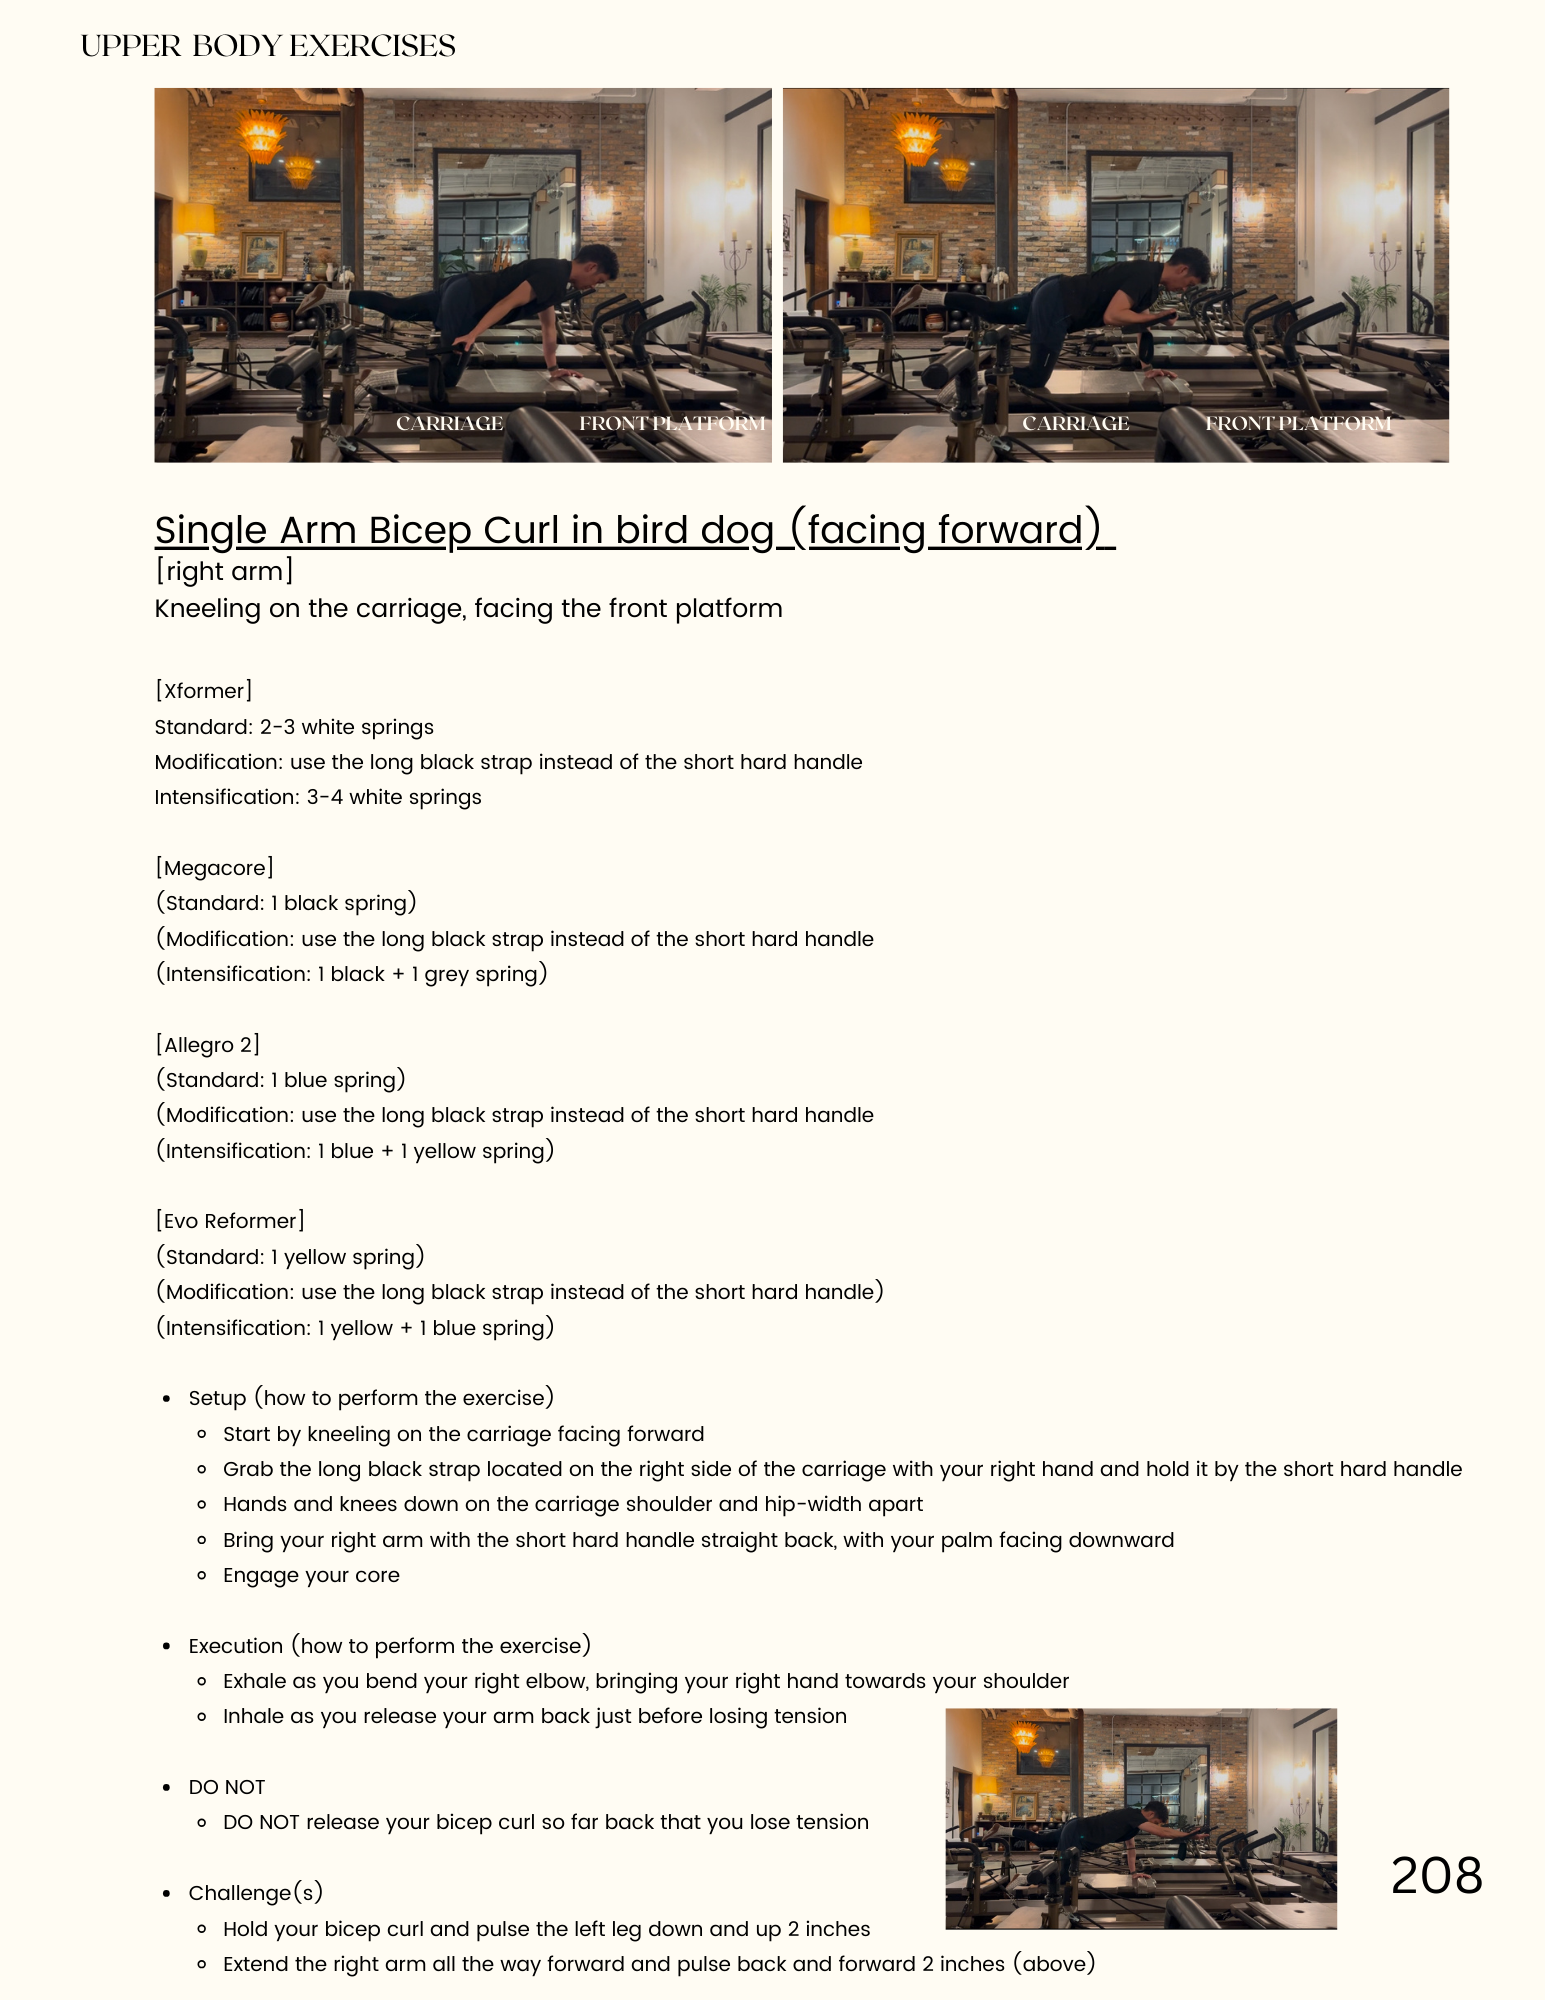 UPPER BODY EXERCISES
CARRIAGE
FRONT PLATFORM
CARRIAGE
FRONT PLATFORM
Single Arm Bicep Curl in bird dog (facing forward)
[right arm]
Kneeling on the carriage, facing the front platform
[Xformer]
Standard: 2-3 white springs
Modification: use the long black strap instead of the short hard handle
Intensification: 3-4 white springs
[Megacore]
(Standard: 1 black spring)
(Modification: use the long black strap instead of the short hard handle
(Intensification: 1 black + 1 grey spring)
[Allegro 2]
(Standard: 1 blue spring)
(Modification: use the long black strap instead of the short hard handle
(Intensification: 1 blue + 1 yellow spring)
[Evo Reformer]
(Standard: 1 yellow spring)
(Modification: use the long black strap instead of the short hard handle)
(Intensification: 1 yellow + 1 blue spring)
• Setup (how to perform the exercise)
◦ Start by kneeling on the carriage facing forward
◦ Grab the long black strap located on the right side of the carriage with your right hand and hold it by the short hard handle
◦ Hands and knees down on the carriage shoulder and hip-width apart
◦ Bring your right arm with the short hard handle straight back, with your palm facing downward
◦ Engage your core
• Execution (how to perform the exercise)
◦ Exhale as you bend your right elbow, bringing your right hand towards your shoulder
◦ Inhale as you release your arm back just before losing tension
• DO NOT
◦ DO NOT release your bicep curl so far back that you lose tension
• Challenge(s)
◦ Hold your bicep curl and pulse the left leg down and up 2 inches
◦ Extend the right arm all the way forward and pulse back and forward 2 inches (above)
208